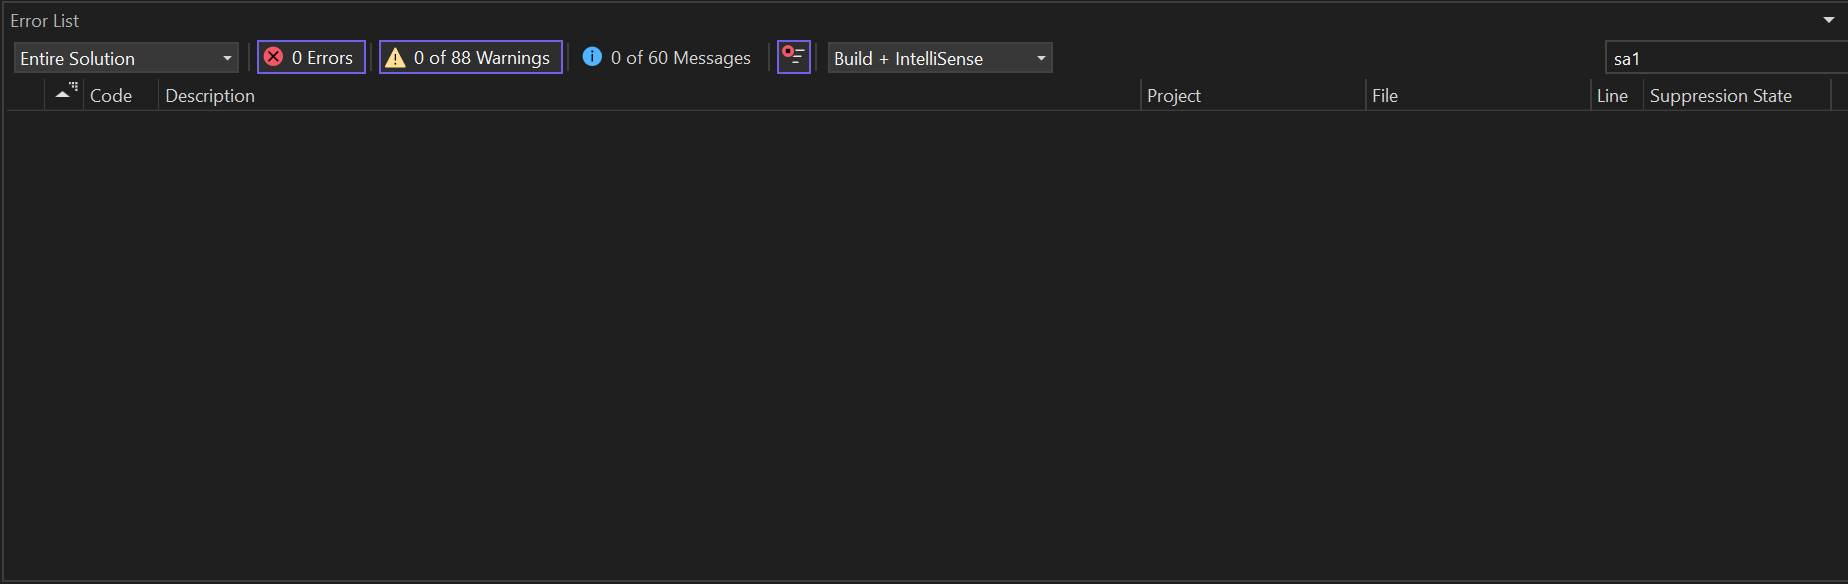 Error List
Entire Solution 0 Errors 0 of 88 Warnings 0 of 60 Messages Build + IntelliSense sa1
Code Description Project File Line Suppression State